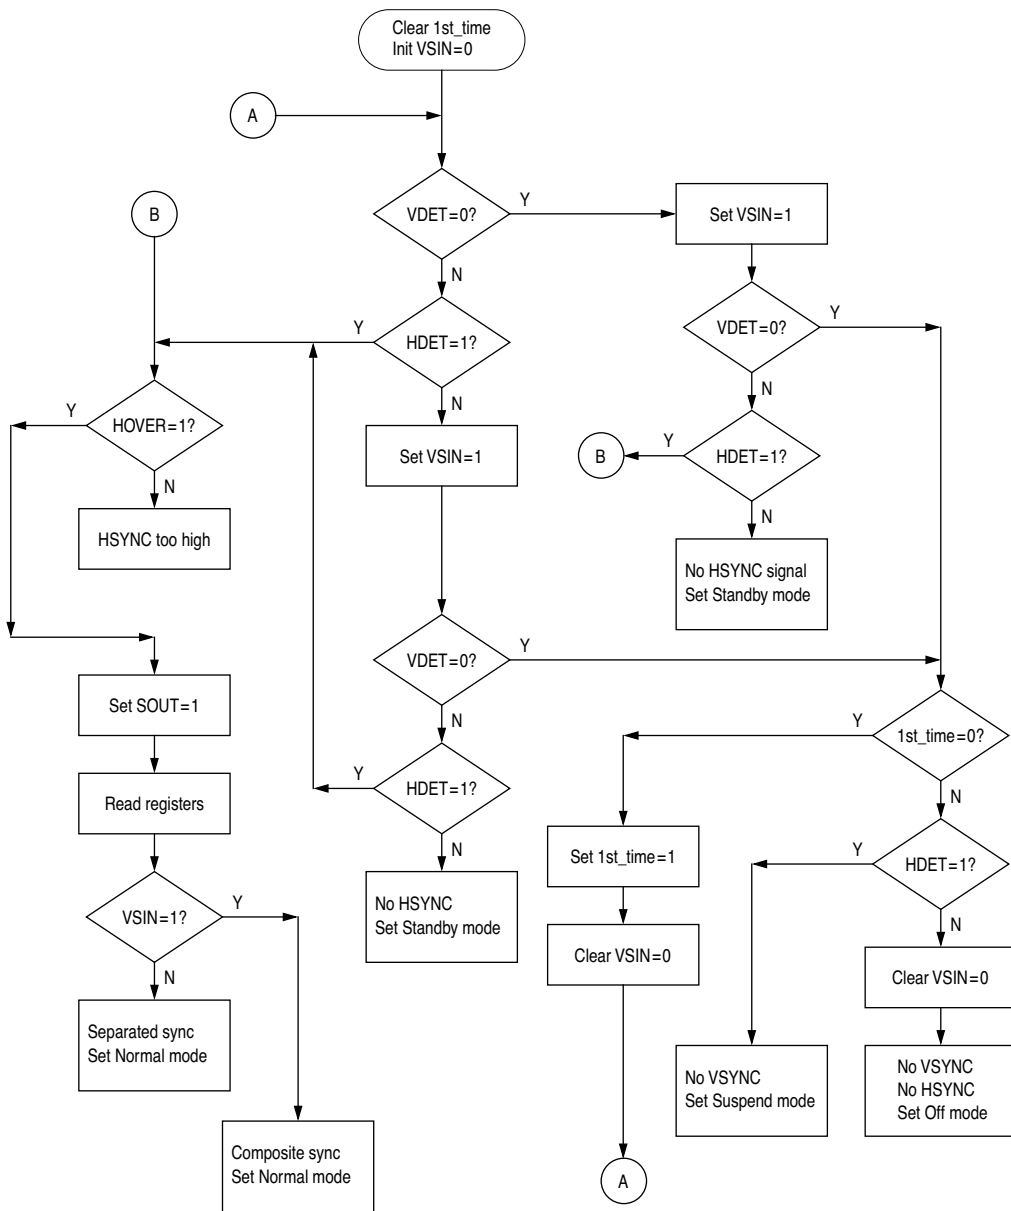 Clear 1st_time
Init VSIN=0
A
VDET=0?
Y
N
Set VSIN=1
B
HDET=1?
Y
N
VDET=0?
Y
N
HOVER=1?
Y
N
Set VSIN=1
B
HDET=1?
Y
N
HSYNC too high
No HSYNC signal
Set Standby mode
VDET=0?
Y
N
Set SOUT=1
1st_time=0?
Y
N
HDET=1?
Y
N
Read registers
Set 1st_time=1
HDET=1?
Y
N
VSIN=1?
Y
N
No HSYNC
Set Standby mode
Clear VSIN=0
Clear VSIN=0
Separated sync
Set Normal mode
No VSYNC
Set Suspend mode
No VSYNC
No HSYNC
Set Off mode
Composite sync
Set Normal mode
A